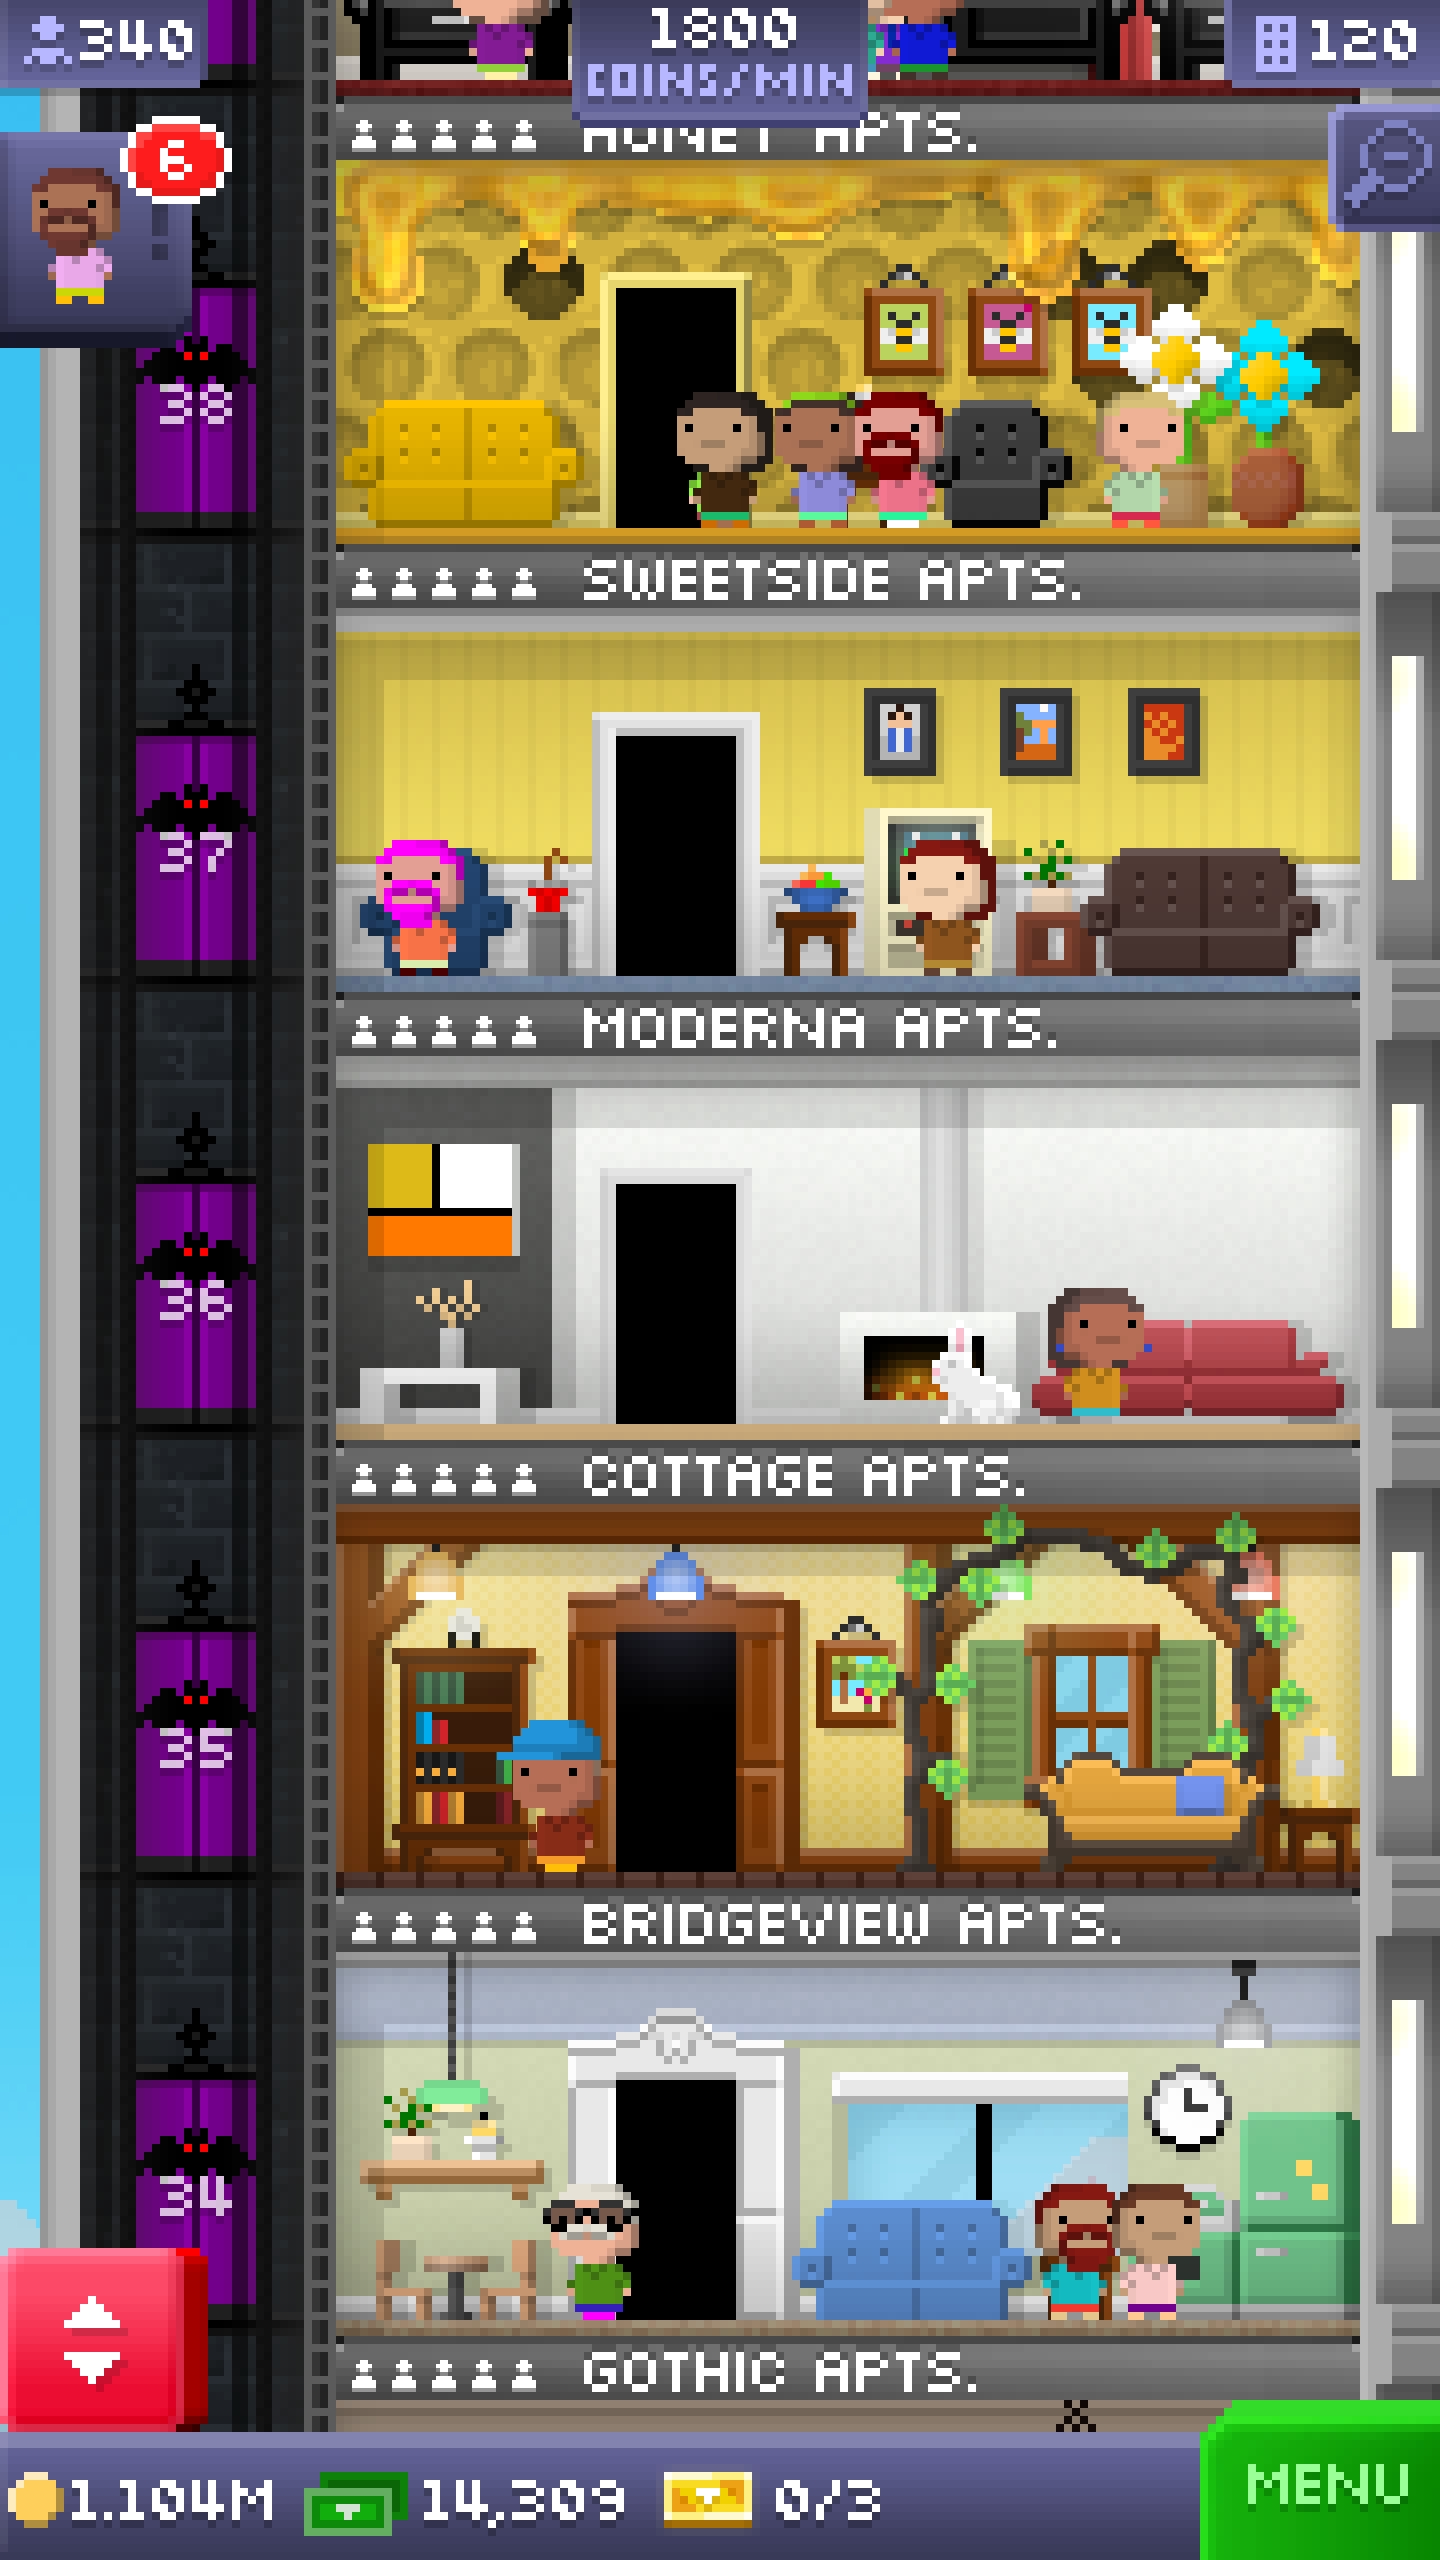 340
1800
COINS/MIN
120
6
HONEY APTS.
38
SWEETSIDE APTS.
37
MODERNA APTS.
36
COTTAGE APTS.
35
BRIDGEVIEW APTS.
34
GOTHIC APTS.
1.104M 14,309 0/3
MENU